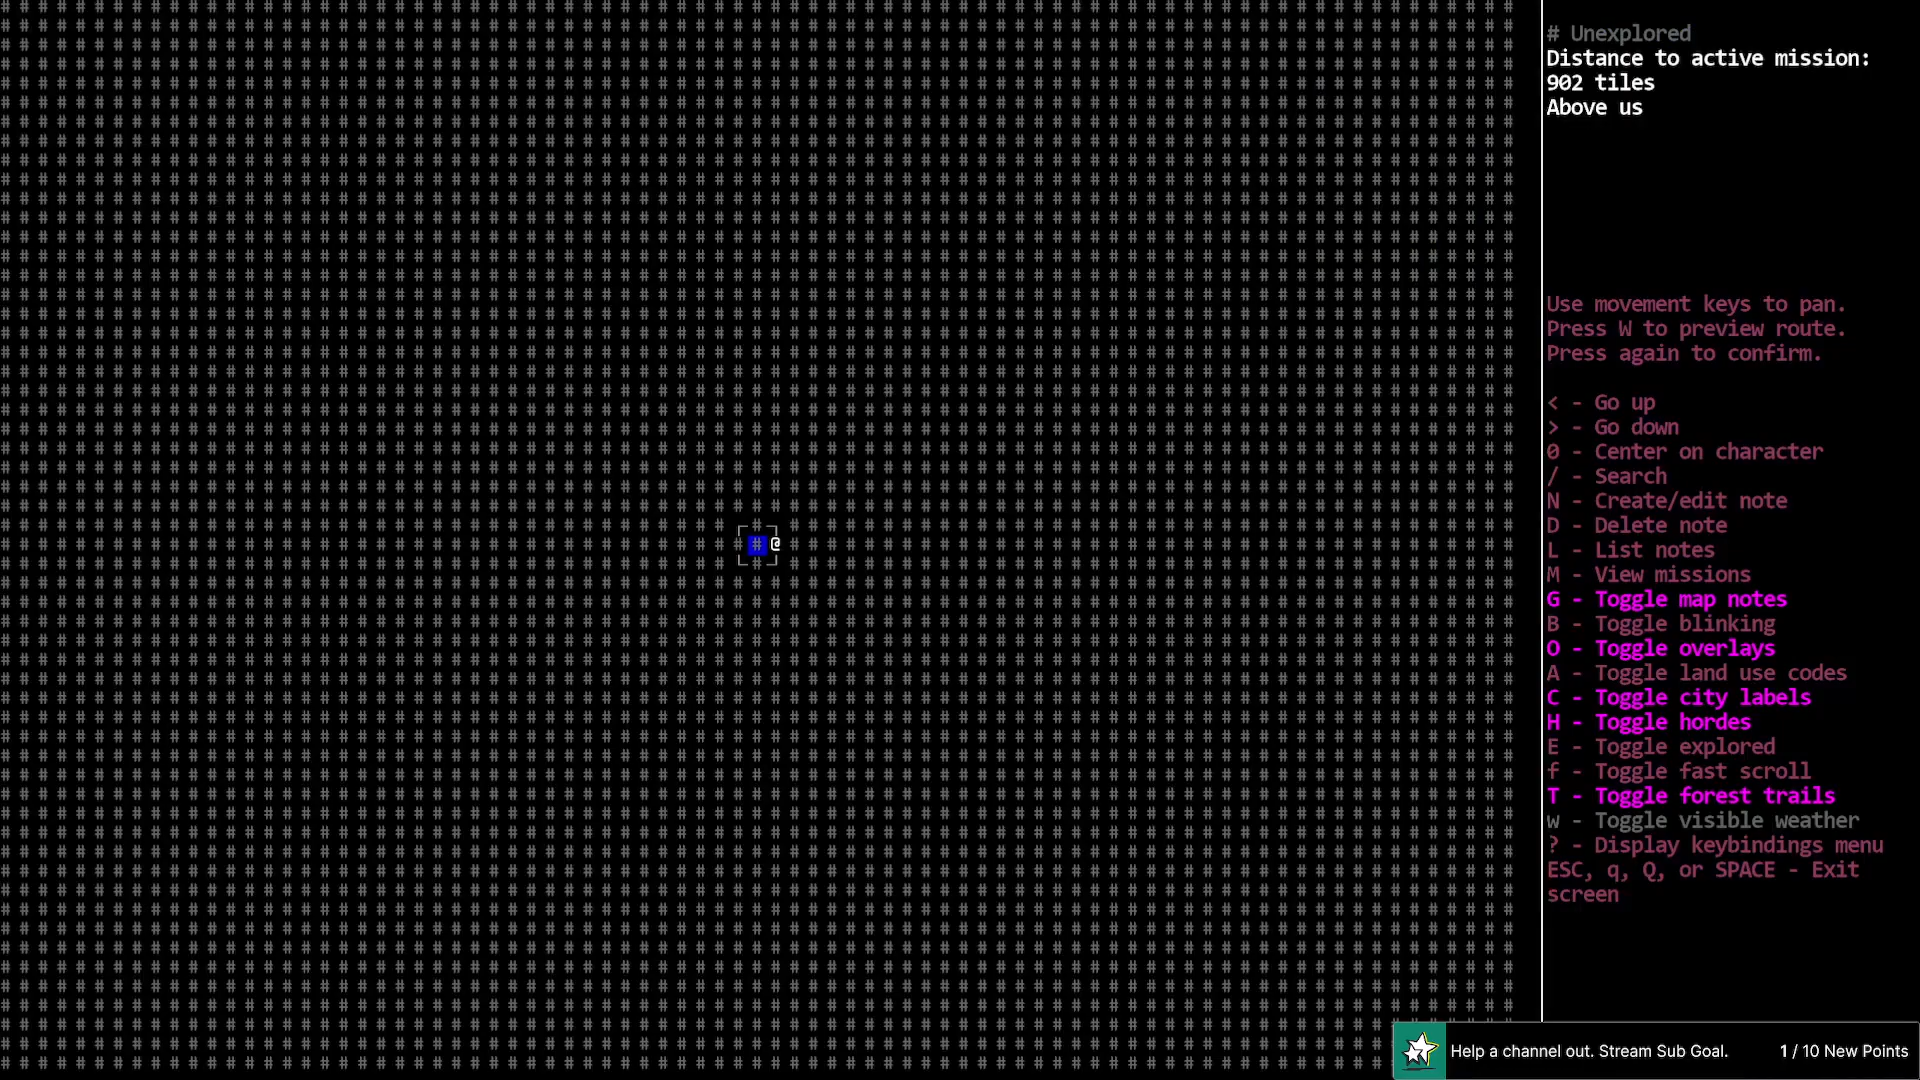 # Unexplored
Distance to active mission:
902 tiles
Above us
Use movement keys to pan.
Press W to preview route.
Press again to confirm.
< - Go up
> - Go down
0 - Center on character
/ - Search
N - Create/edit note
D - Delete note
L - List notes
M - View missions
G - Toggle map notes
B - Toggle blinking
O - Toggle overlays
A - Toggle land use codes
C - Toggle city labels
H - Toggle hordes
E - Toggle explored
f - Toggle fast scroll
T - Toggle forest trails
w - Toggle visible weather
? - Display keybindings menu
ESC, q, Q, or SPACE - Exit
screen
@
Help a channel out. Stream Sub Goal. 1 / 10 New Points